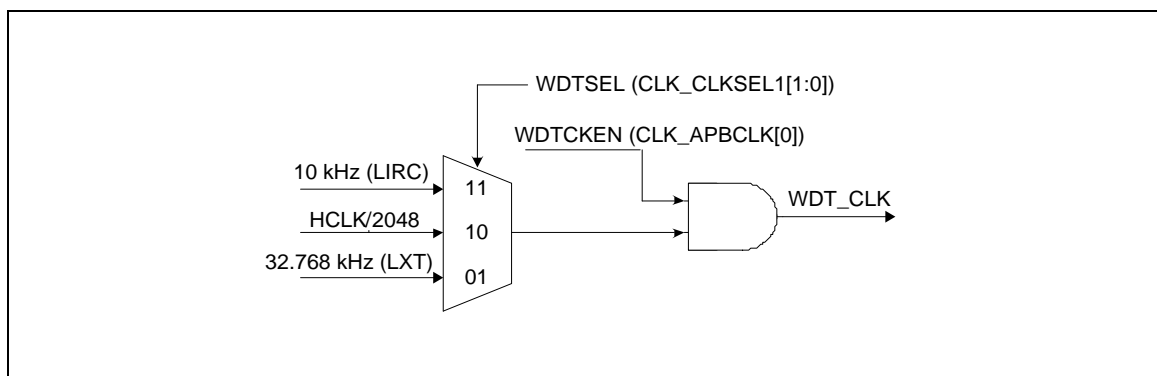 WDTSEL (CLK_CLKSEL1[1:0])
WDTCKEN (CLK_APBCLK[0])
10 kHz (LIRC)
11
WDT_CLK
HCLK/2048
10
32.768 kHz (LXT)
01